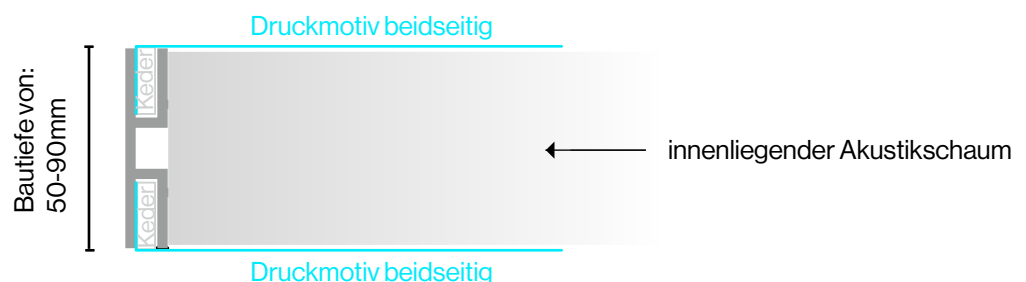 Druckmotiv beidseitig
Keder
Bautiefe von:
50-90mm
innenliegender Akustikschaum
Keder
Druckmotiv beidseitig